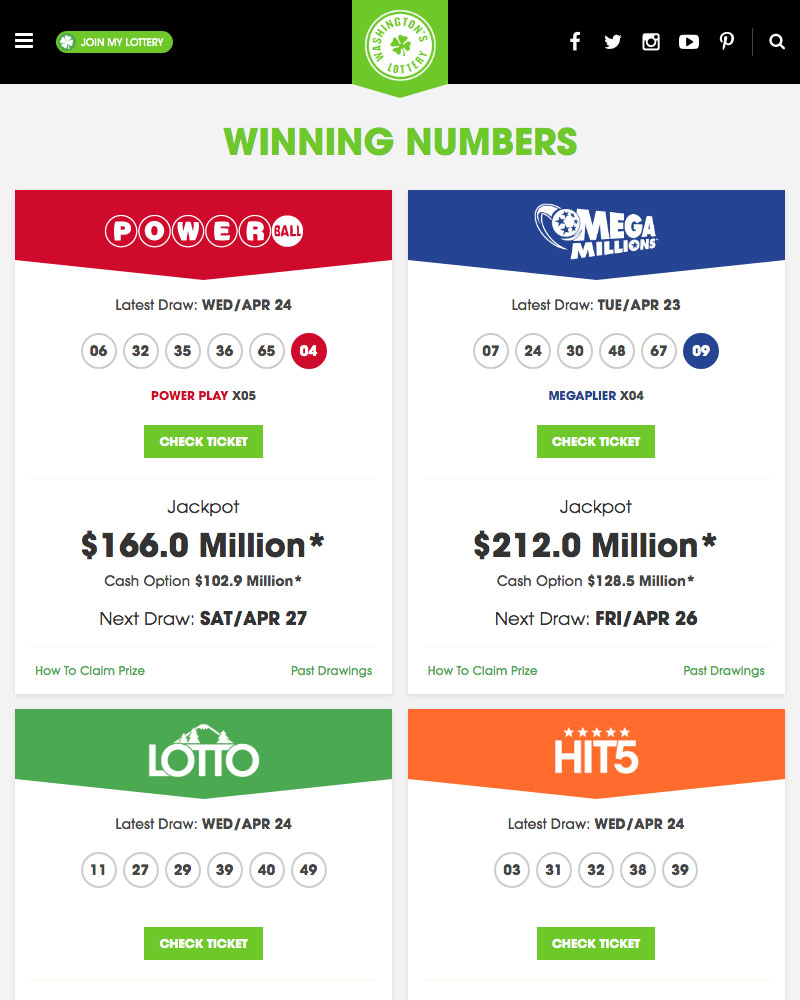 JOIN MY LOTTERY
WASHINGTON'S LOTTERY
WINNING NUMBERS
POWERBALL
Latest Draw: WED/APR 24
06 32 35 36 65 04
POWER PLAY X05
CHECK TICKET
Jackpot
$166.0 Million*
Cash Option $102.9 Million*
Next Draw: SAT/APR 27
How To Claim Prize Past Drawings
MEGA
MILLIONS
Latest Draw: TUE/APR 23
07 24 30 48 67 09
MEGAPLIER X04
CHECK TICKET
Jackpot
$212.0 Million*
Cash Option $128.5 Million*
Next Draw: FRI/APR 26
How To Claim Prize Past Drawings
LOTTO
Latest Draw: WED/APR 24
11 27 29 39 40 49
CHECK TICKET
HIT5
Latest Draw: WED/APR 24
03 31 32 38 39
CHECK TICKET